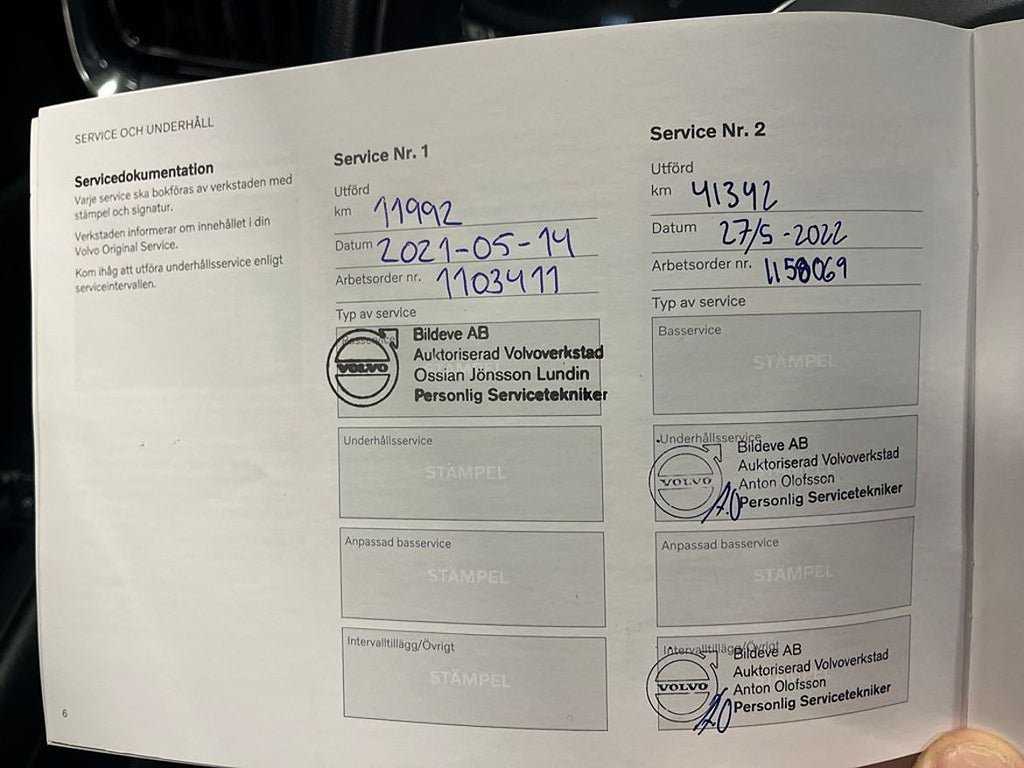 SERVICE OCH UNDERHÅLL
Servicedokumentation
Varje service ska bokföras av verkstaden med
stämpel och signatur.
Verkstaden informerar om innehållet i din
Volvo Original Service.
Kom ihåg att utföra underhållsservice enligt
serviceintervallen.
6
Service Nr. 1
Utförd
km 11992
Datum 2021-05-14
Arbetsorder nr. 1103411
Typ av service
Basservice
VOLVO
Bildeve AB
Auktoriserad Volvoverkstad
Ossian Jönsson Lundin
Personlig Servicetekniker
Underhållsservice
STÄMPEL
Anpassad basservice
STÄMPEL
Intervalltillägg/Övrigt
STÄMPEL
Service Nr. 2
Utförd
km 41342
Datum 27/5-2022
Arbetsorder nr. 1158069
Typ av service
Basservice
STÄMPEL
Underhållsservice
VOLVO
Bildeve AB
Auktoriserad Volvoverkstad
Anton Olofsson
A.O Personlig Servicetekniker
Anpassad basservice
STÄMPEL
Intervalltillägg/Övrigt
VOLVO
Bildeve AB
Auktoriserad Volvoverkstad
Anton Olofsson
A.O Personlig Servicetekniker